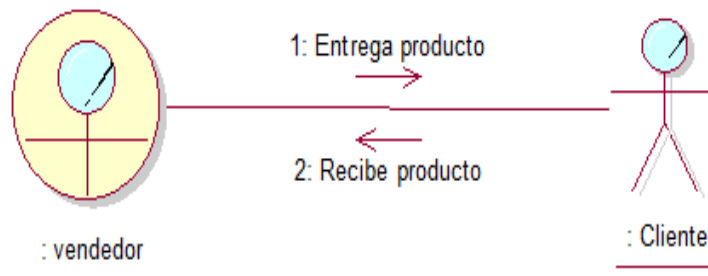 1: Entrega producto
2: Recibe producto
: vendedor
: Cliente